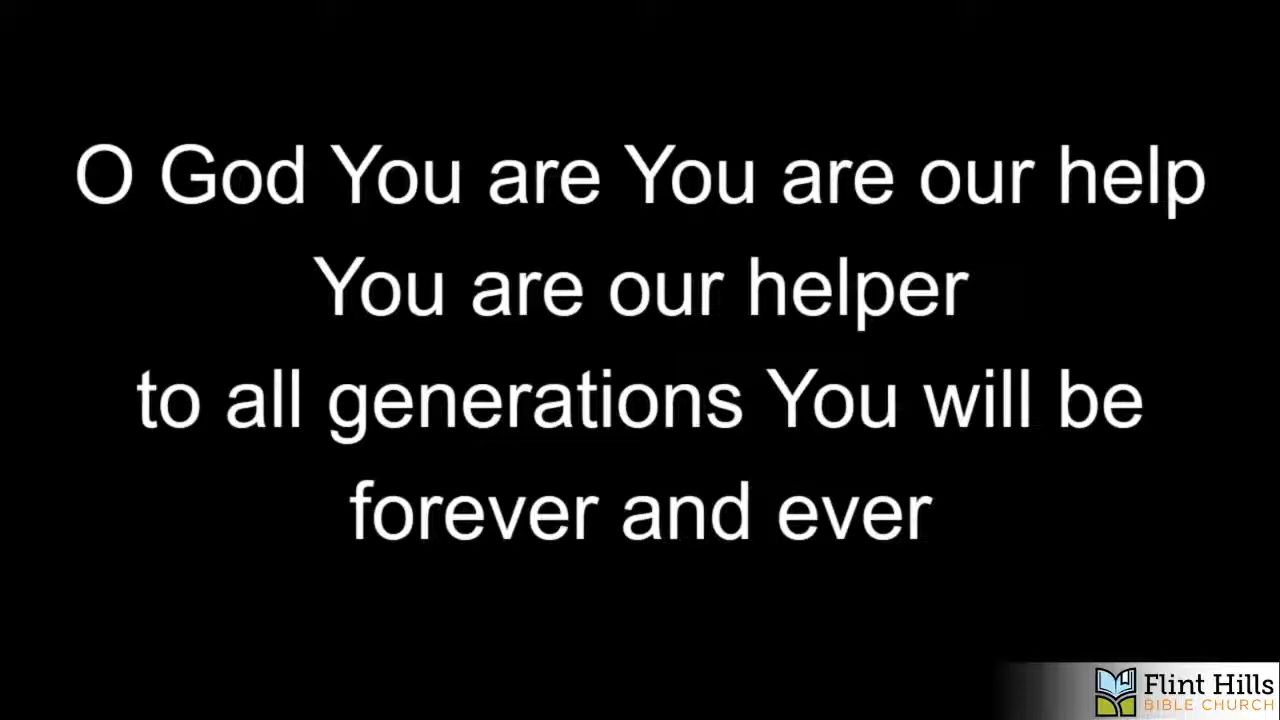 O God You are You are our help
You are our helper
to all generations You will be
forever and ever
Flint Hills
BIBLE CHURCH